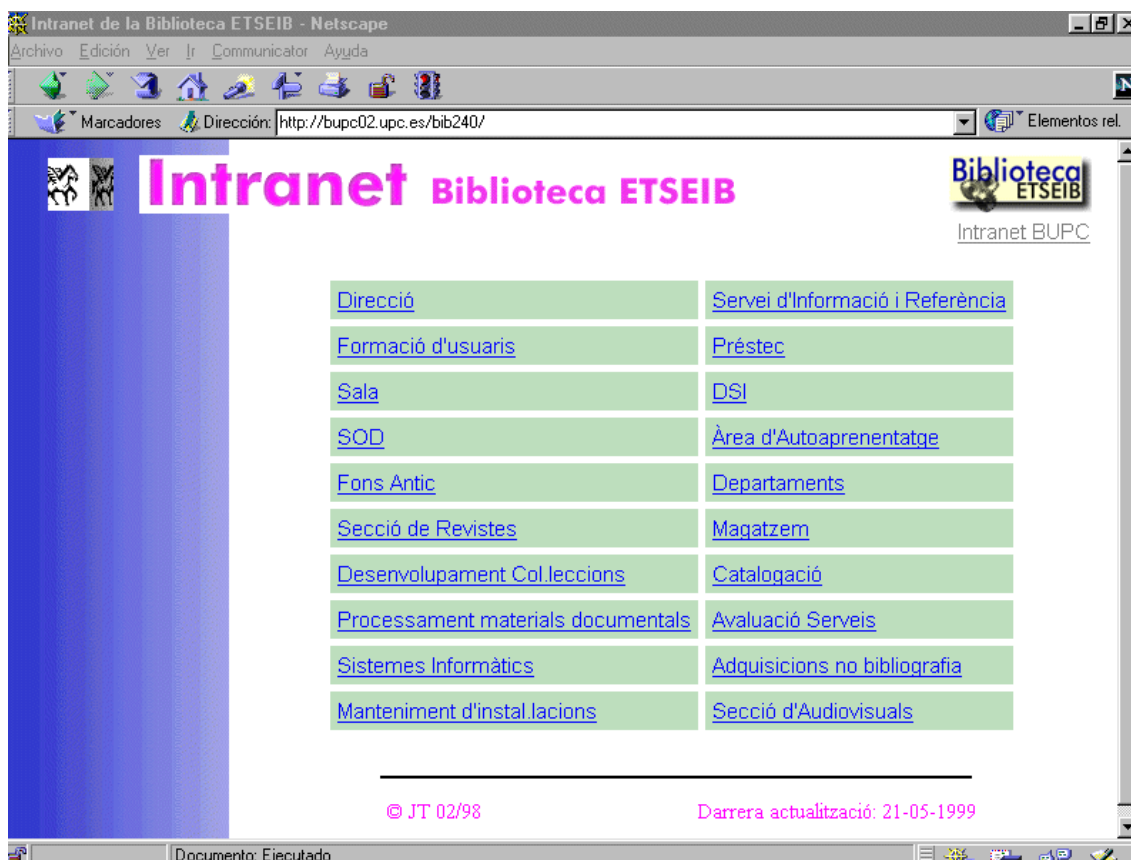 Intranet de la Biblioteca ETSEIB - Netscape
Archivo Edición Ver Ir Communicator Ayuda
Marcadores Dirección: http://bupc02.upc.es/bib240/ Elementos rel.
Intranet Biblioteca ETSEIB
Biblioteca
ETSEIB
Intranet BUPC
Direcció Servei d'Informació i Referència
Formació d'usuaris Préstec
Sala DSI
SOD Àrea d'Autoaprenentatge
Fons Antic Departaments
Secció de Revistes Magatzem
Desenvolupament Col.leccions Catalogació
Processament materials documentals Avaluació Serveis
Sistemes Informàtics Adquisicions no bibliografia
Manteniment d'instal.lacions Secció d'Audiovisuals
© JT 02/98 Darrera actualització: 21-05-1999
Documento: Ejecutado